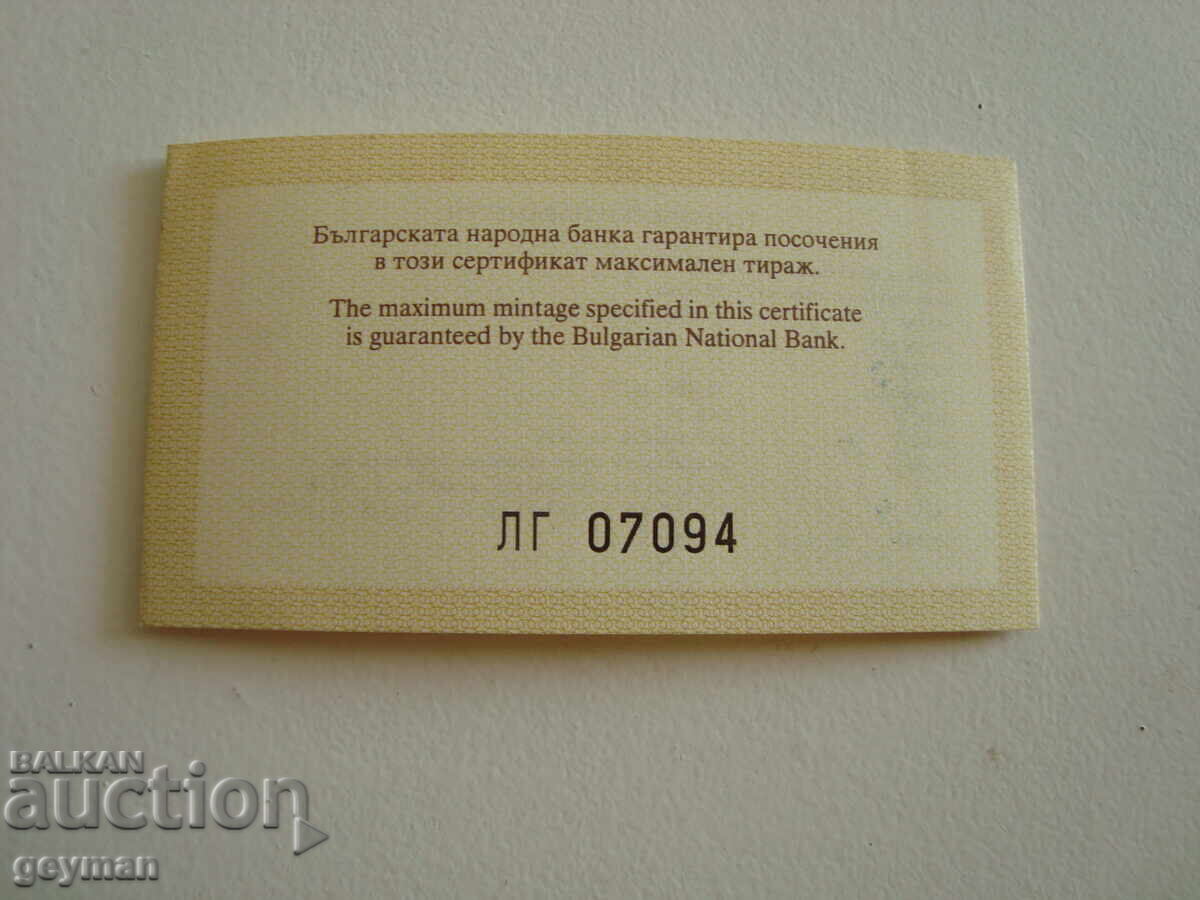 Българската народна банка гарантира посочения
в този сертификат максимален тираж.
The maximum mintage specified in this certificate
is guaranteed by the Bulgarian National Bank.
ЛГ 07094
BALKAN
auction
geyman